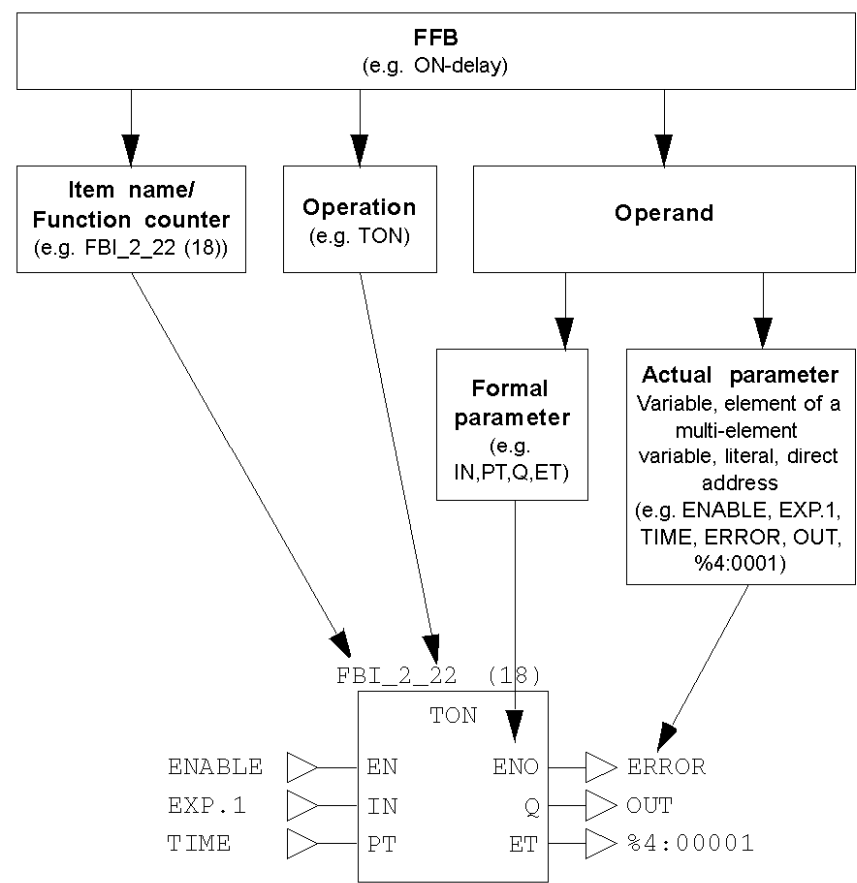 FFB
(e.g. ON-delay)
Item name/
Function counter
(e.g. FBI_2_22 (18))
Operation
(e.g. TON)
Operand
Formal
parameter
(e.g.
IN,PT,Q,ET)
Actual parameter
Variable, element of a
multi-element
variable, literal, direct
address
(e.g. ENABLE, EXP.1,
TIME, ERROR, OUT,
%4:0001)
FBI_2_22 (18)
TON
ENABLE EN ENO ERROR
EXP.1 IN Q OUT
TIME PT ET %4:00001